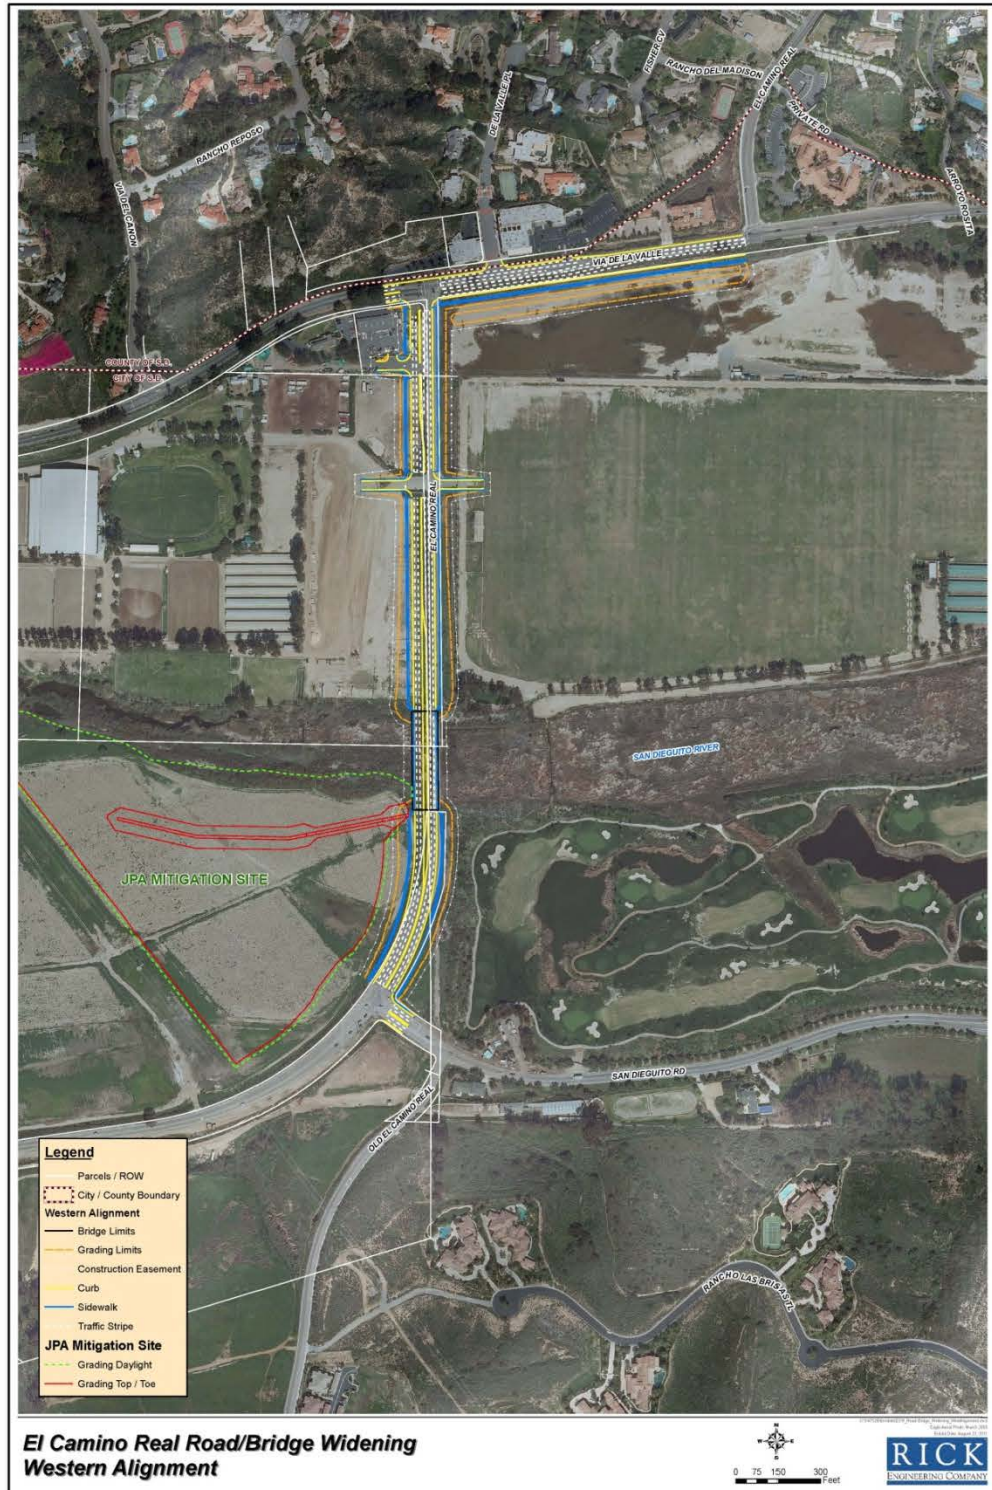 FISHER CV
RANCHO DEL MADISON
EL CAMINO REAL
PRIVATE RD
DE LA VALLE PL
RANCHO REPOSO
VIA DEL CANON
ARROYO ROSITA
VIA DE LA VALLE
COUNTY OF S.D.
CITY OF S.D.
EL CAMINO REAL
SAN DIEGUITO RIVER
JPA MITIGATION SITE
SAN DIEGUITO RD
OLD EL CAMINO REAL
RANCHO LAS BRISAS TL
Legend
Parcels / ROW
City / County Boundary
Western Alignment
Bridge Limits
Grading Limits
Construction Easement
Curb
Sidewalk
Traffic Stripe
JPA Mitigation Site
Grading Daylight
Grading Top / Toe
El Camino Real Road/Bridge Widening
Western Alignment
0 75 150 300
Feet
RICK
ENGINEERING COMPANY